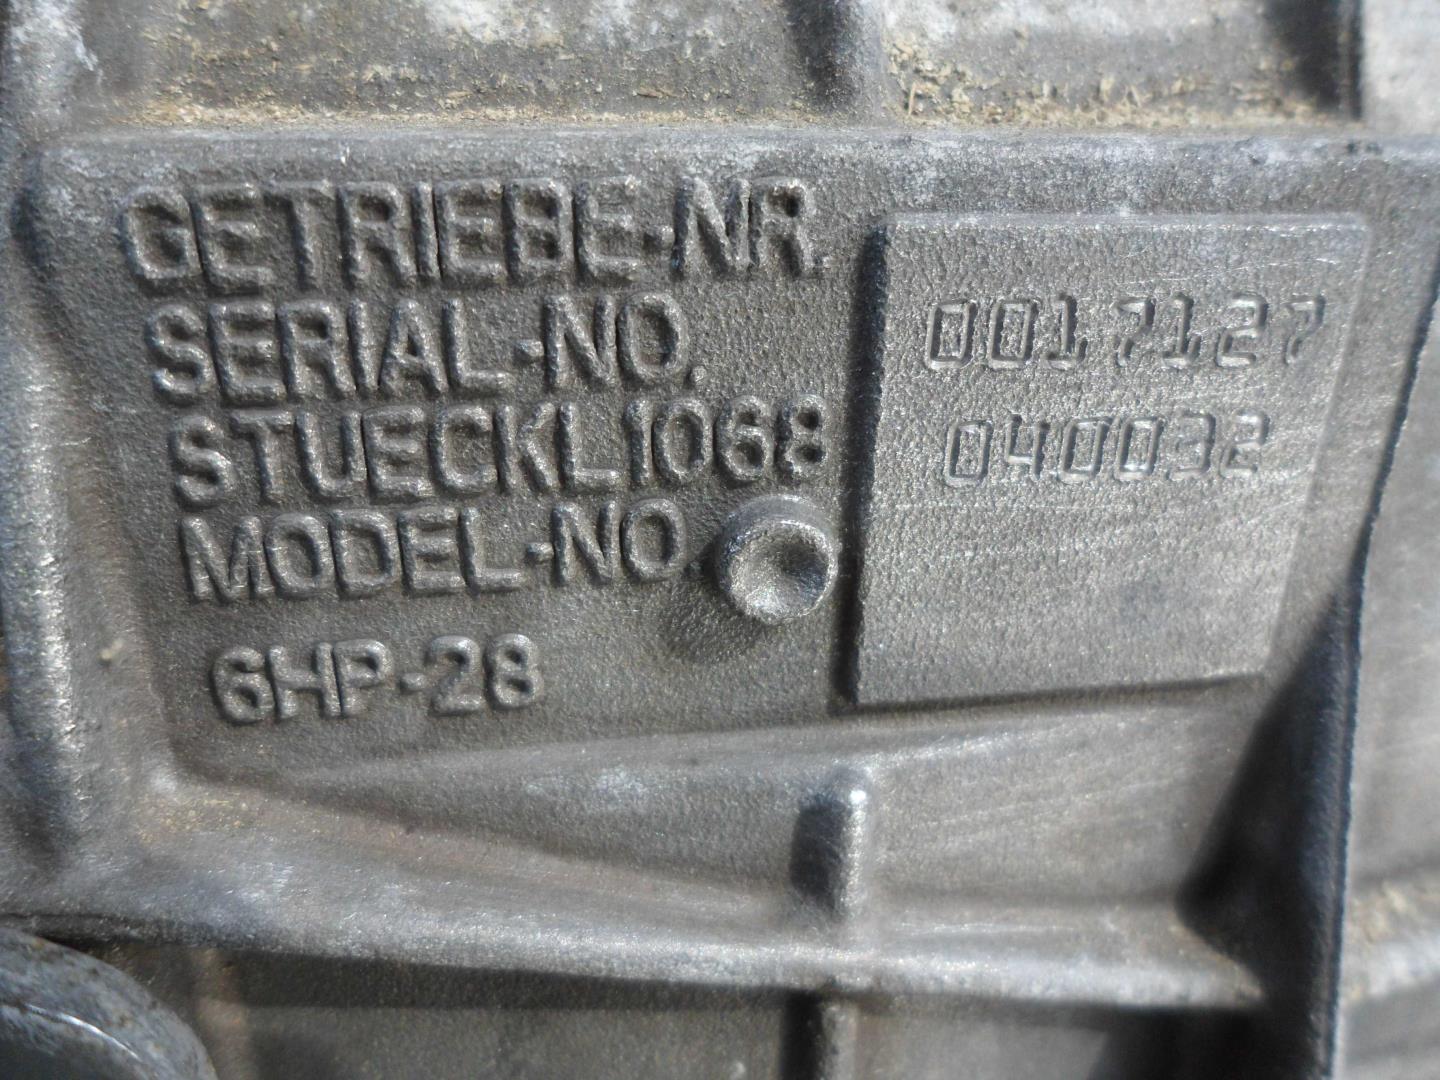 GETRIEBE-NR.
SERIAL-NO. 0017127
STUECKL1068 040032
MODEL-NO.
6HP-28